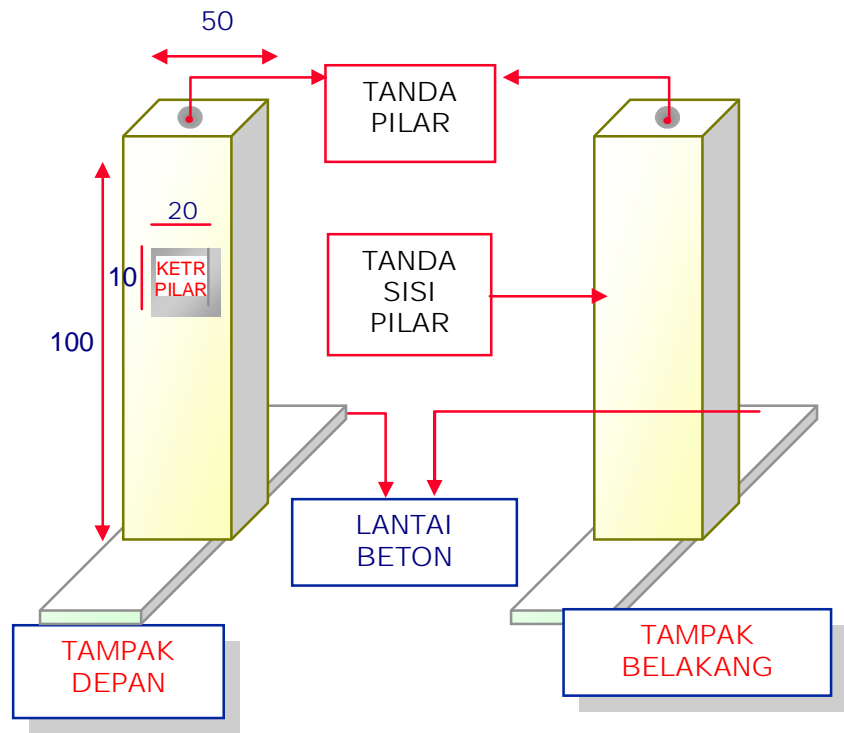 50
TANDA
PILAR
20
10
KETR
PILAR
TANDA
SISI
PILAR
100
LANTAI
BETON
TAMPAK
DEPAN
TAMPAK
BELAKANG